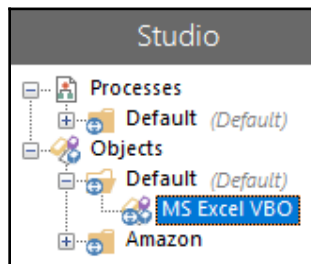 Studio
Processes
Default (Default)
Objects
Default (Default)
MS Excel VBO
Amazon